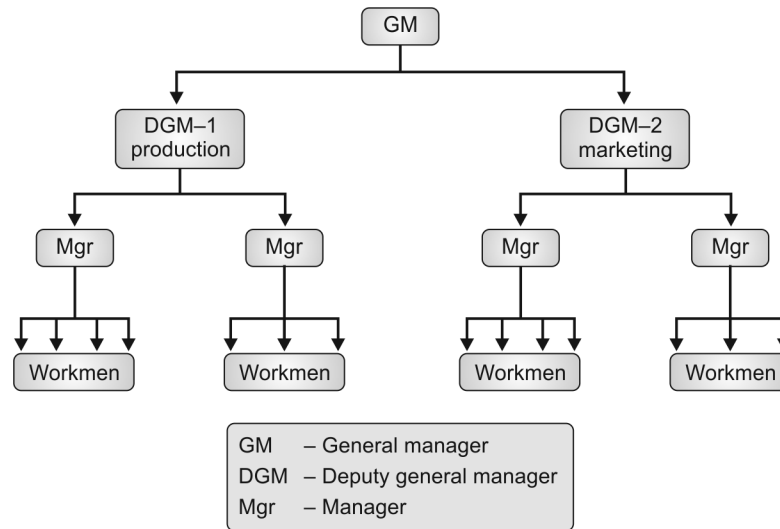 GM
DGM–1
production
DGM–2
marketing
Mgr
Mgr
Mgr
Mgr
Workmen
Workmen
Workmen
Workmen
GM – General manager
DGM – Deputy general manager
Mgr – Manager